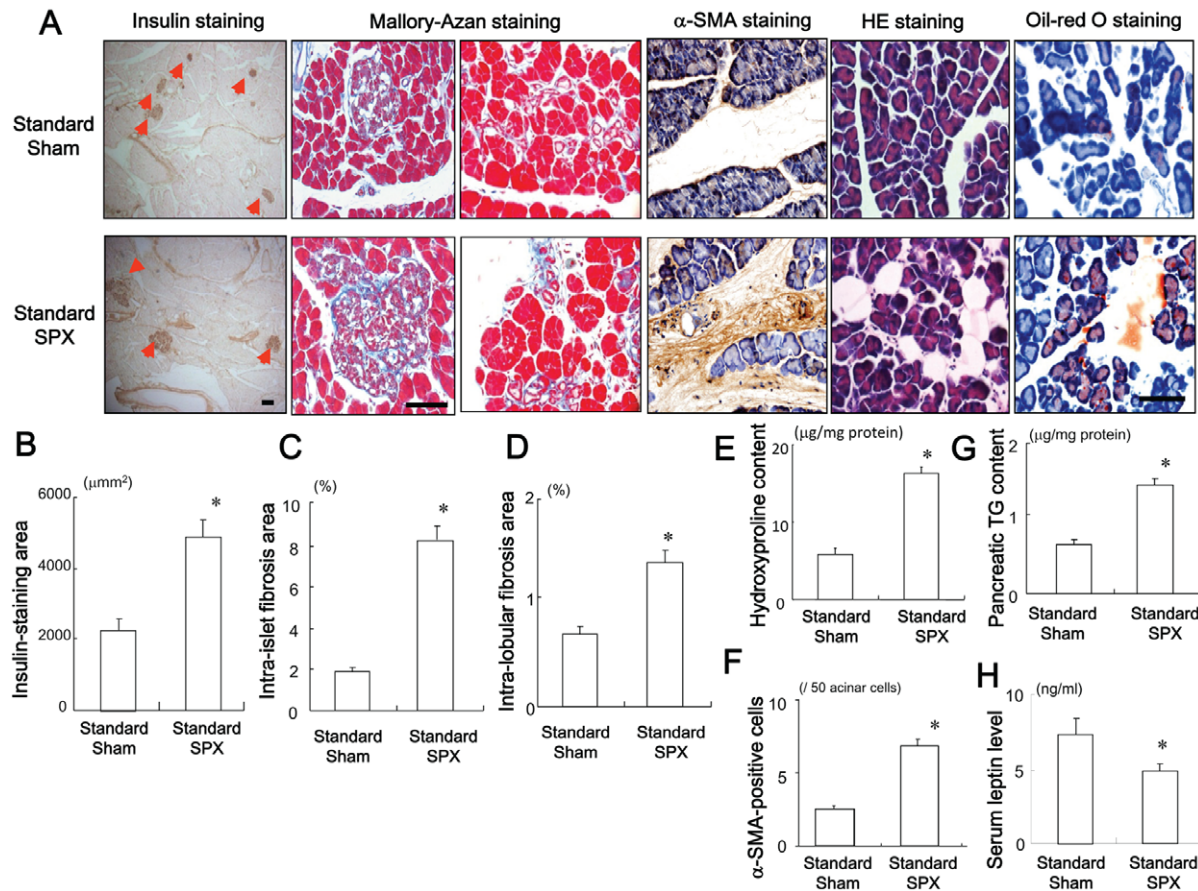 A
Insulin staining
Mallory-Azan staining
α-SMA staining
HE staining
Oil-red O staining
Standard
Sham
Standard
SPX
B
(μmm²)
Insulin-staining area
6000
4000
2000
0
*
Standard
Sham
Standard
SPX
C
(%)
Intra-islet fibrosis area
10
8
6
4
2
0
*
Standard
Sham
Standard
SPX
D
(%)
Intra-lobular fibrosis area
2
1
0
*
Standard
Sham
Standard
SPX
E
(μg/mg protein)
Hydroxyproline content
20
10
0
*
Standard
Sham
Standard
SPX
F
(/ 50 acinar cells)
α-SMA-positive cells
10
5
0
*
Standard
Sham
Standard
SPX
G
(μg/mg protein)
Pancreatic TG content
2
1
0
*
Standard
Sham
Standard
SPX
H
(ng/ml)
Serum leptin level
10
5
0
*
Standard
Sham
Standard
SPX